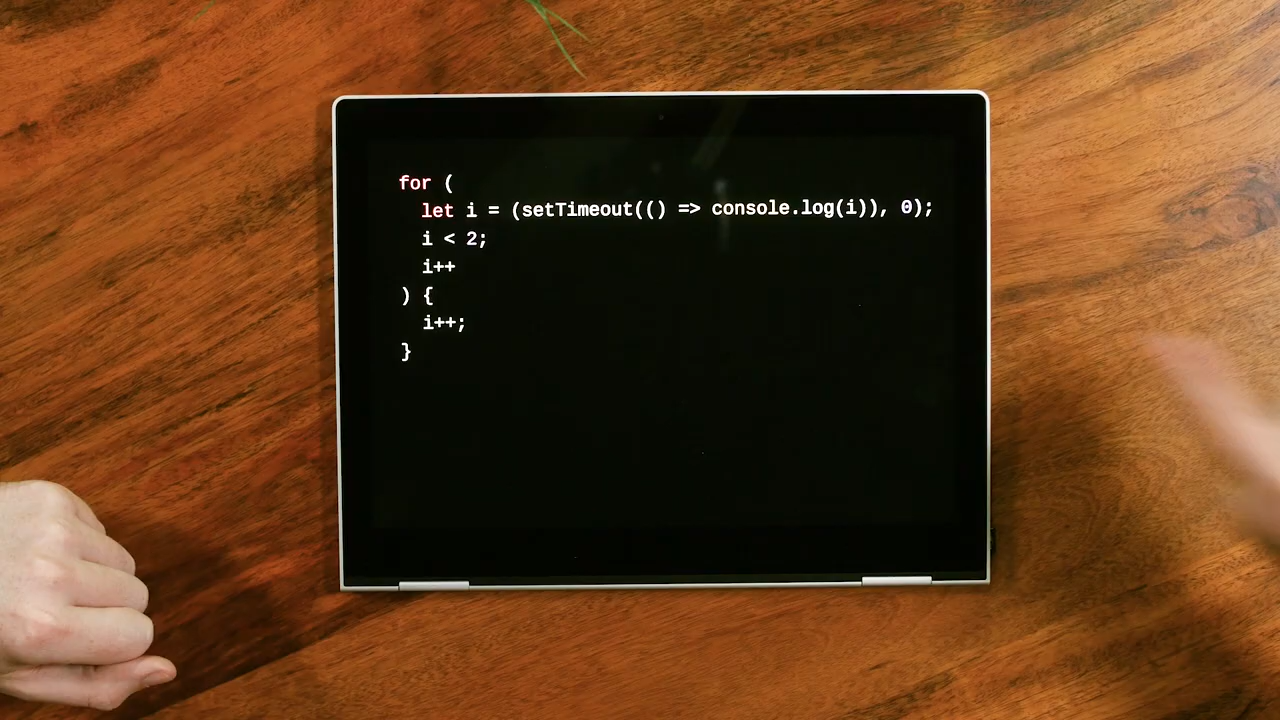 for (
  let i = (setTimeout(() => console.log(i)), 0);
  i < 2;
  i++
) {
  i++;
}